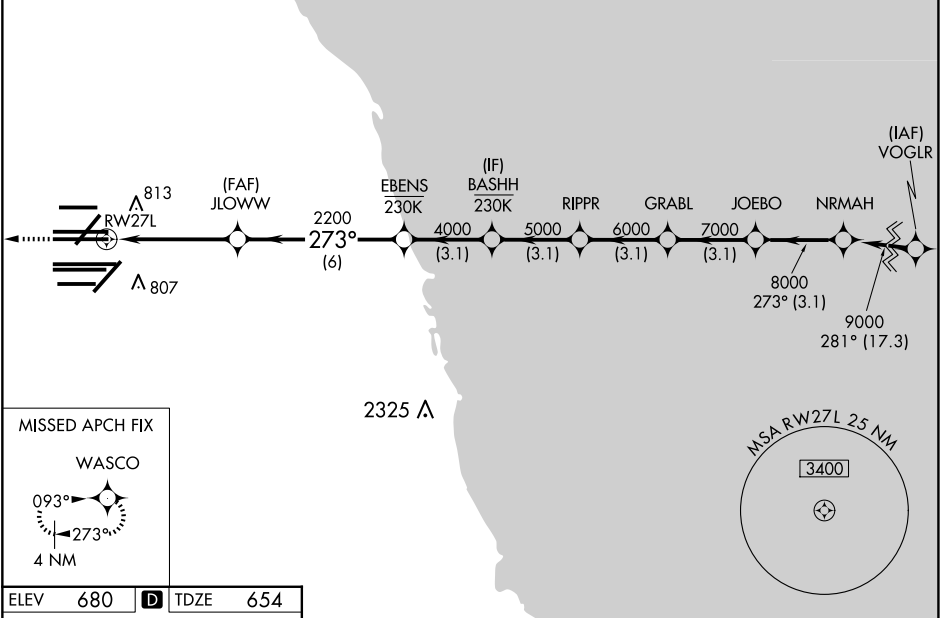 (IAF)
VOGLR
813
(FAF)
JLOWW
EBENS
230K
(IF)
BASHH
230K
RIPPR
GRABL
JOEBO
NRMAH
RW27L
2200
273°
(6)
4000
(3.1)
5000
(3.1)
6000
(3.1)
7000
(3.1)
8000
273° (3.1)
9000
281° (17.3)
807
2325
MISSED APCH FIX
WASCO
093°
273°
4 NM
MSA RW27L 25 NM
3400
ELEV 680 D TDZE 654